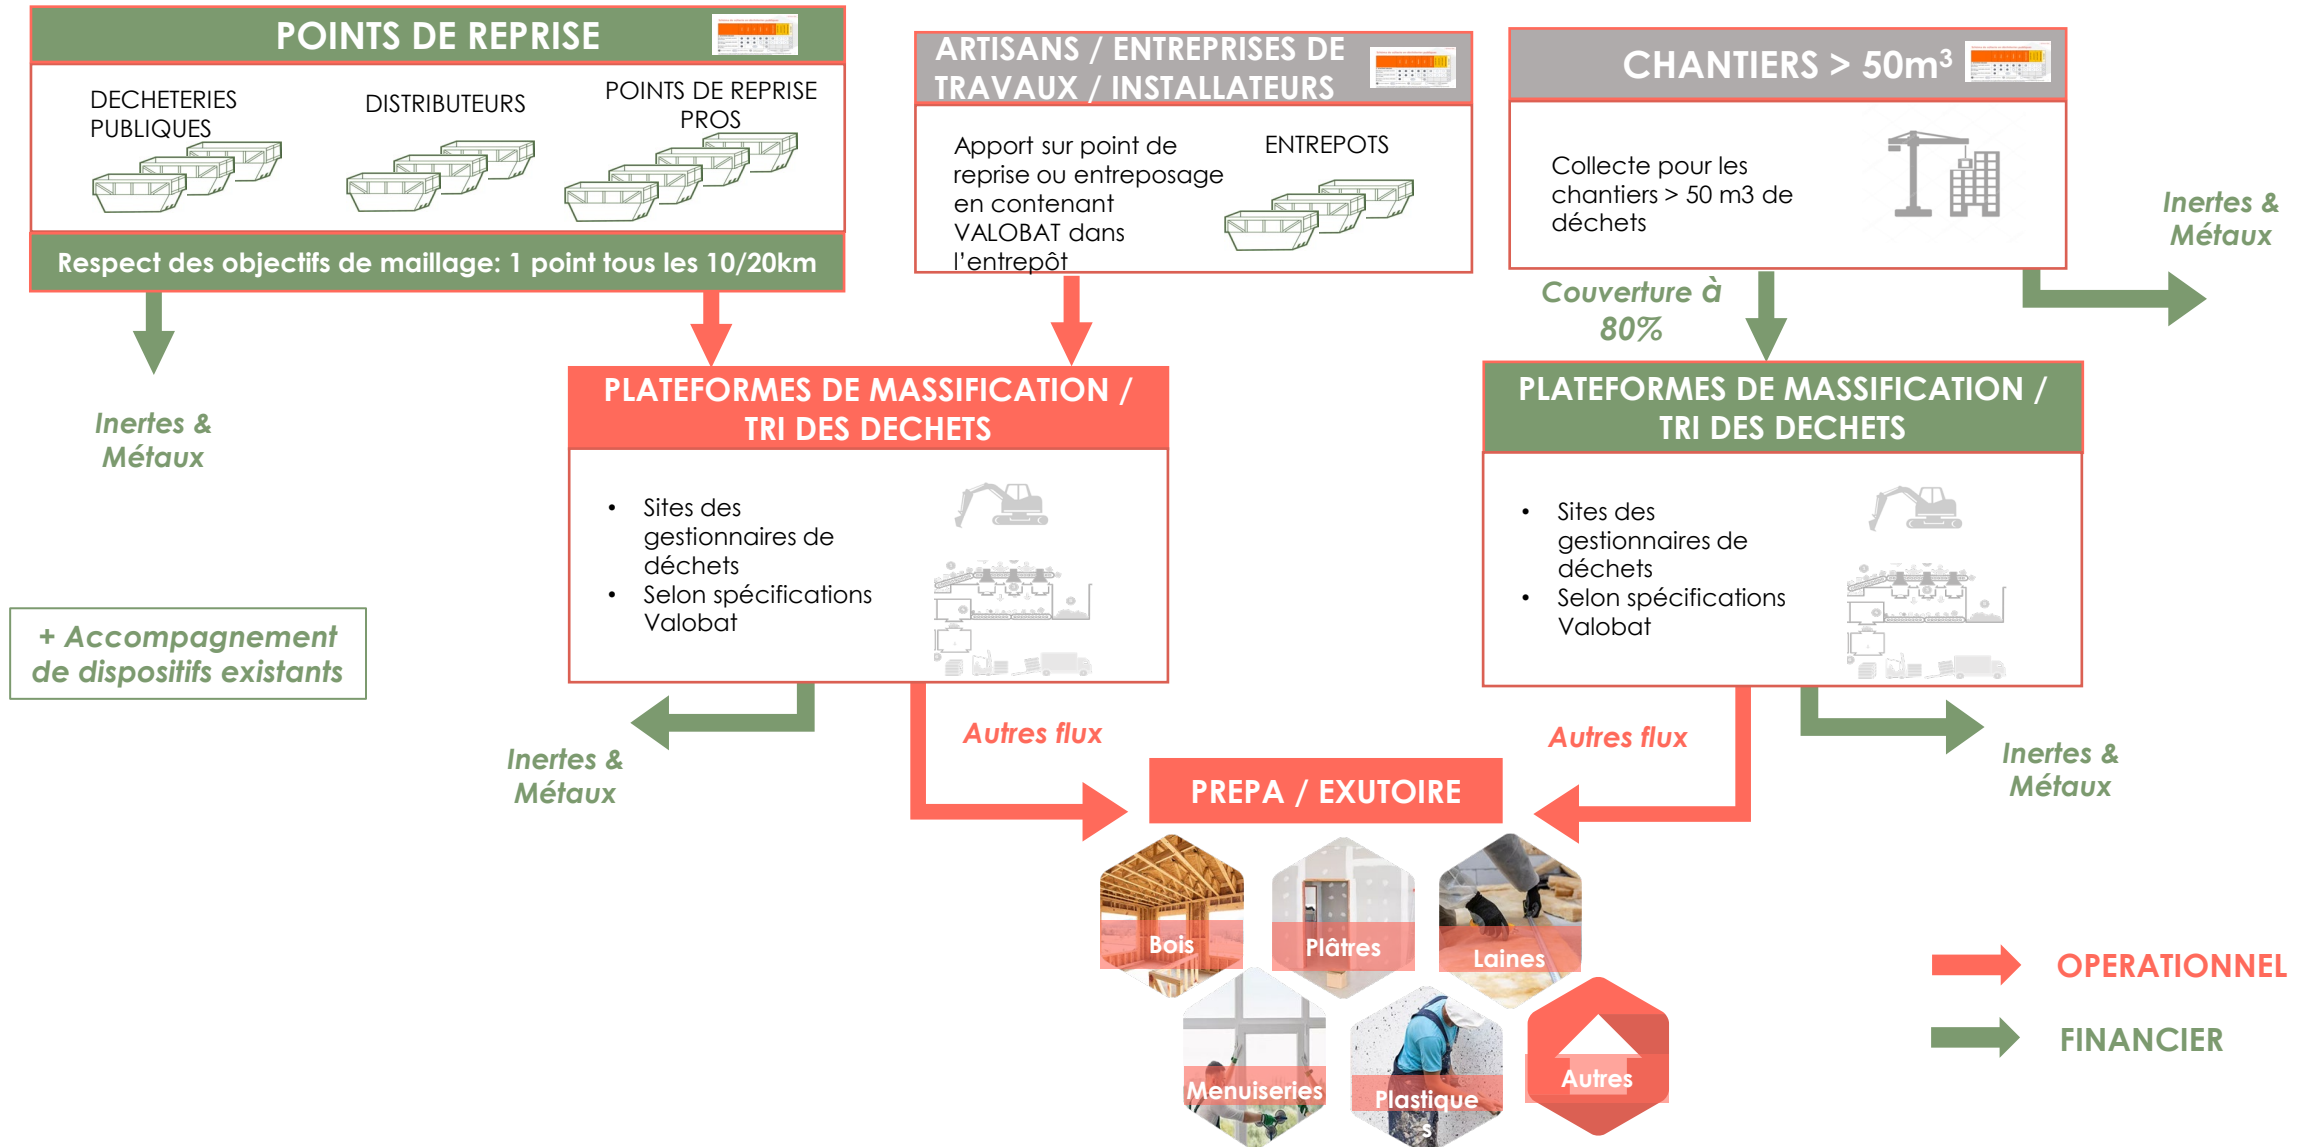 POINTS DE REPRISE
DECHETERIES
PUBLIQUES
DISTRIBUTEURS
POINTS DE REPRISE
PROS
Respect des objectifs de maillage: 1 point tous les 10/20km
ARTISANS / ENTREPRISES DE
TRAVAUX / INSTALLATEURS
Apport sur point de
reprise ou entreposage
en contenant
VALOBAT dans
l'entrepôt
ENTREPOTS
CHANTIERS > 50m³
Collecte pour les
chantiers > 50 m3 de
déchets
Inertes &
Métaux
Couverture à
80%
Inertes &
Métaux
PLATEFORMES DE MASSIFICATION /
TRI DES DECHETS
• Sites des
gestionnaires de
déchets
• Selon spécifications
Valobat
PLATEFORMES DE MASSIFICATION /
TRI DES DECHETS
• Sites des
gestionnaires de
déchets
• Selon spécifications
Valobat
+ Accompagnement
de dispositifs existants
Inertes &
Métaux
Autres flux
Autres flux
Inertes &
Métaux
PREPA / EXUTOIRE
Bois
Plâtres
Laines
Menuiseries
Plastique
s
Autres
OPERATIONNEL
FINANCIER